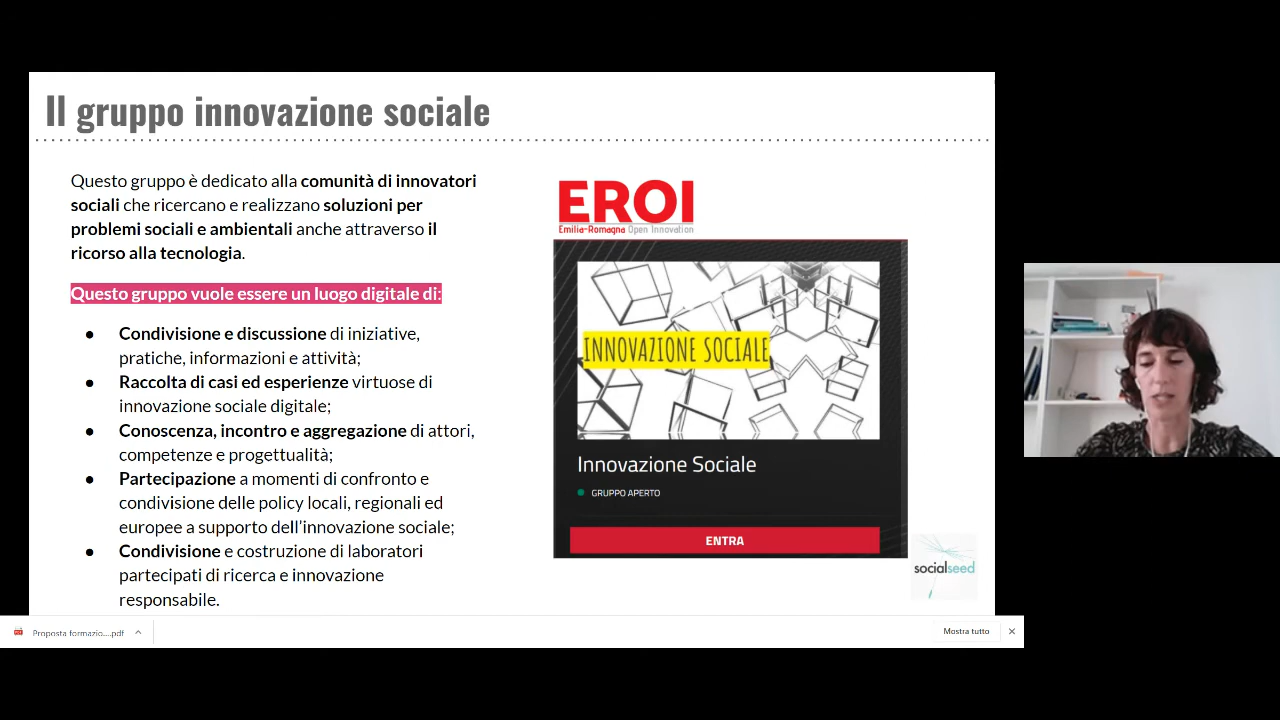 Il gruppo innovazione sociale
Questo gruppo è dedicato alla comunità di innovatori
sociali che ricercano e realizzano soluzioni per
problemi sociali e ambientali anche attraverso il
ricorso alla tecnologia.
Questo gruppo vuole essere un luogo digitale di:
● Condivisione e discussione di iniziative,
pratiche, informazioni e attività;
● Raccolta di casi ed esperienze virtuose di
innovazione sociale digitale;
● Conoscenza, incontro e aggregazione di attori,
competenze e progettualità;
● Partecipazione a momenti di confronto e
condivisione delle policy locali, regionali ed
europee a supporto dell'innovazione sociale;
● Condivisione e costruzione di laboratori
partecipati di ricerca e innovazione
responsabile.
EROI
Emilia-Romagna Open Innovation
INNOVAZIONE SOCIALE
Innovazione Sociale
GRUPPO APERTO
ENTRA
socialseed
Proposta formazio....pdf
Mostra tutto